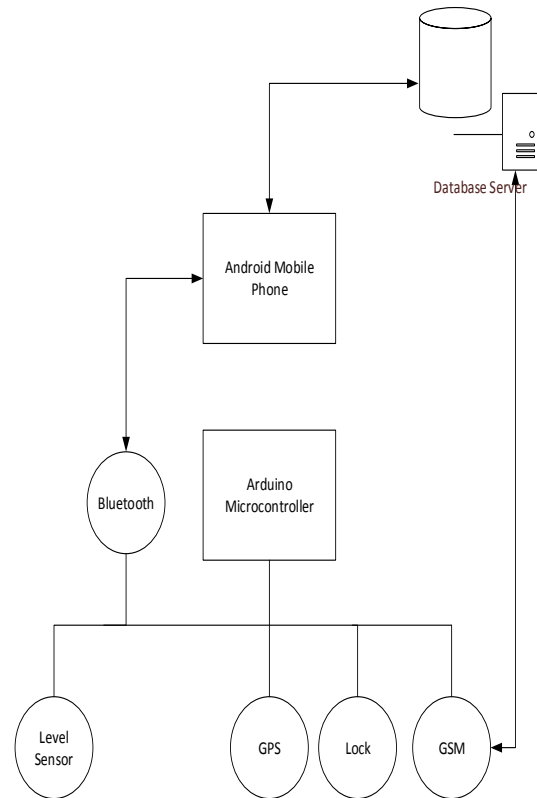 Database Server
Android Mobile
Phone
Arduino
Microcontroller
Bluetooth
Level
Sensor
GPS
Lock
GSM